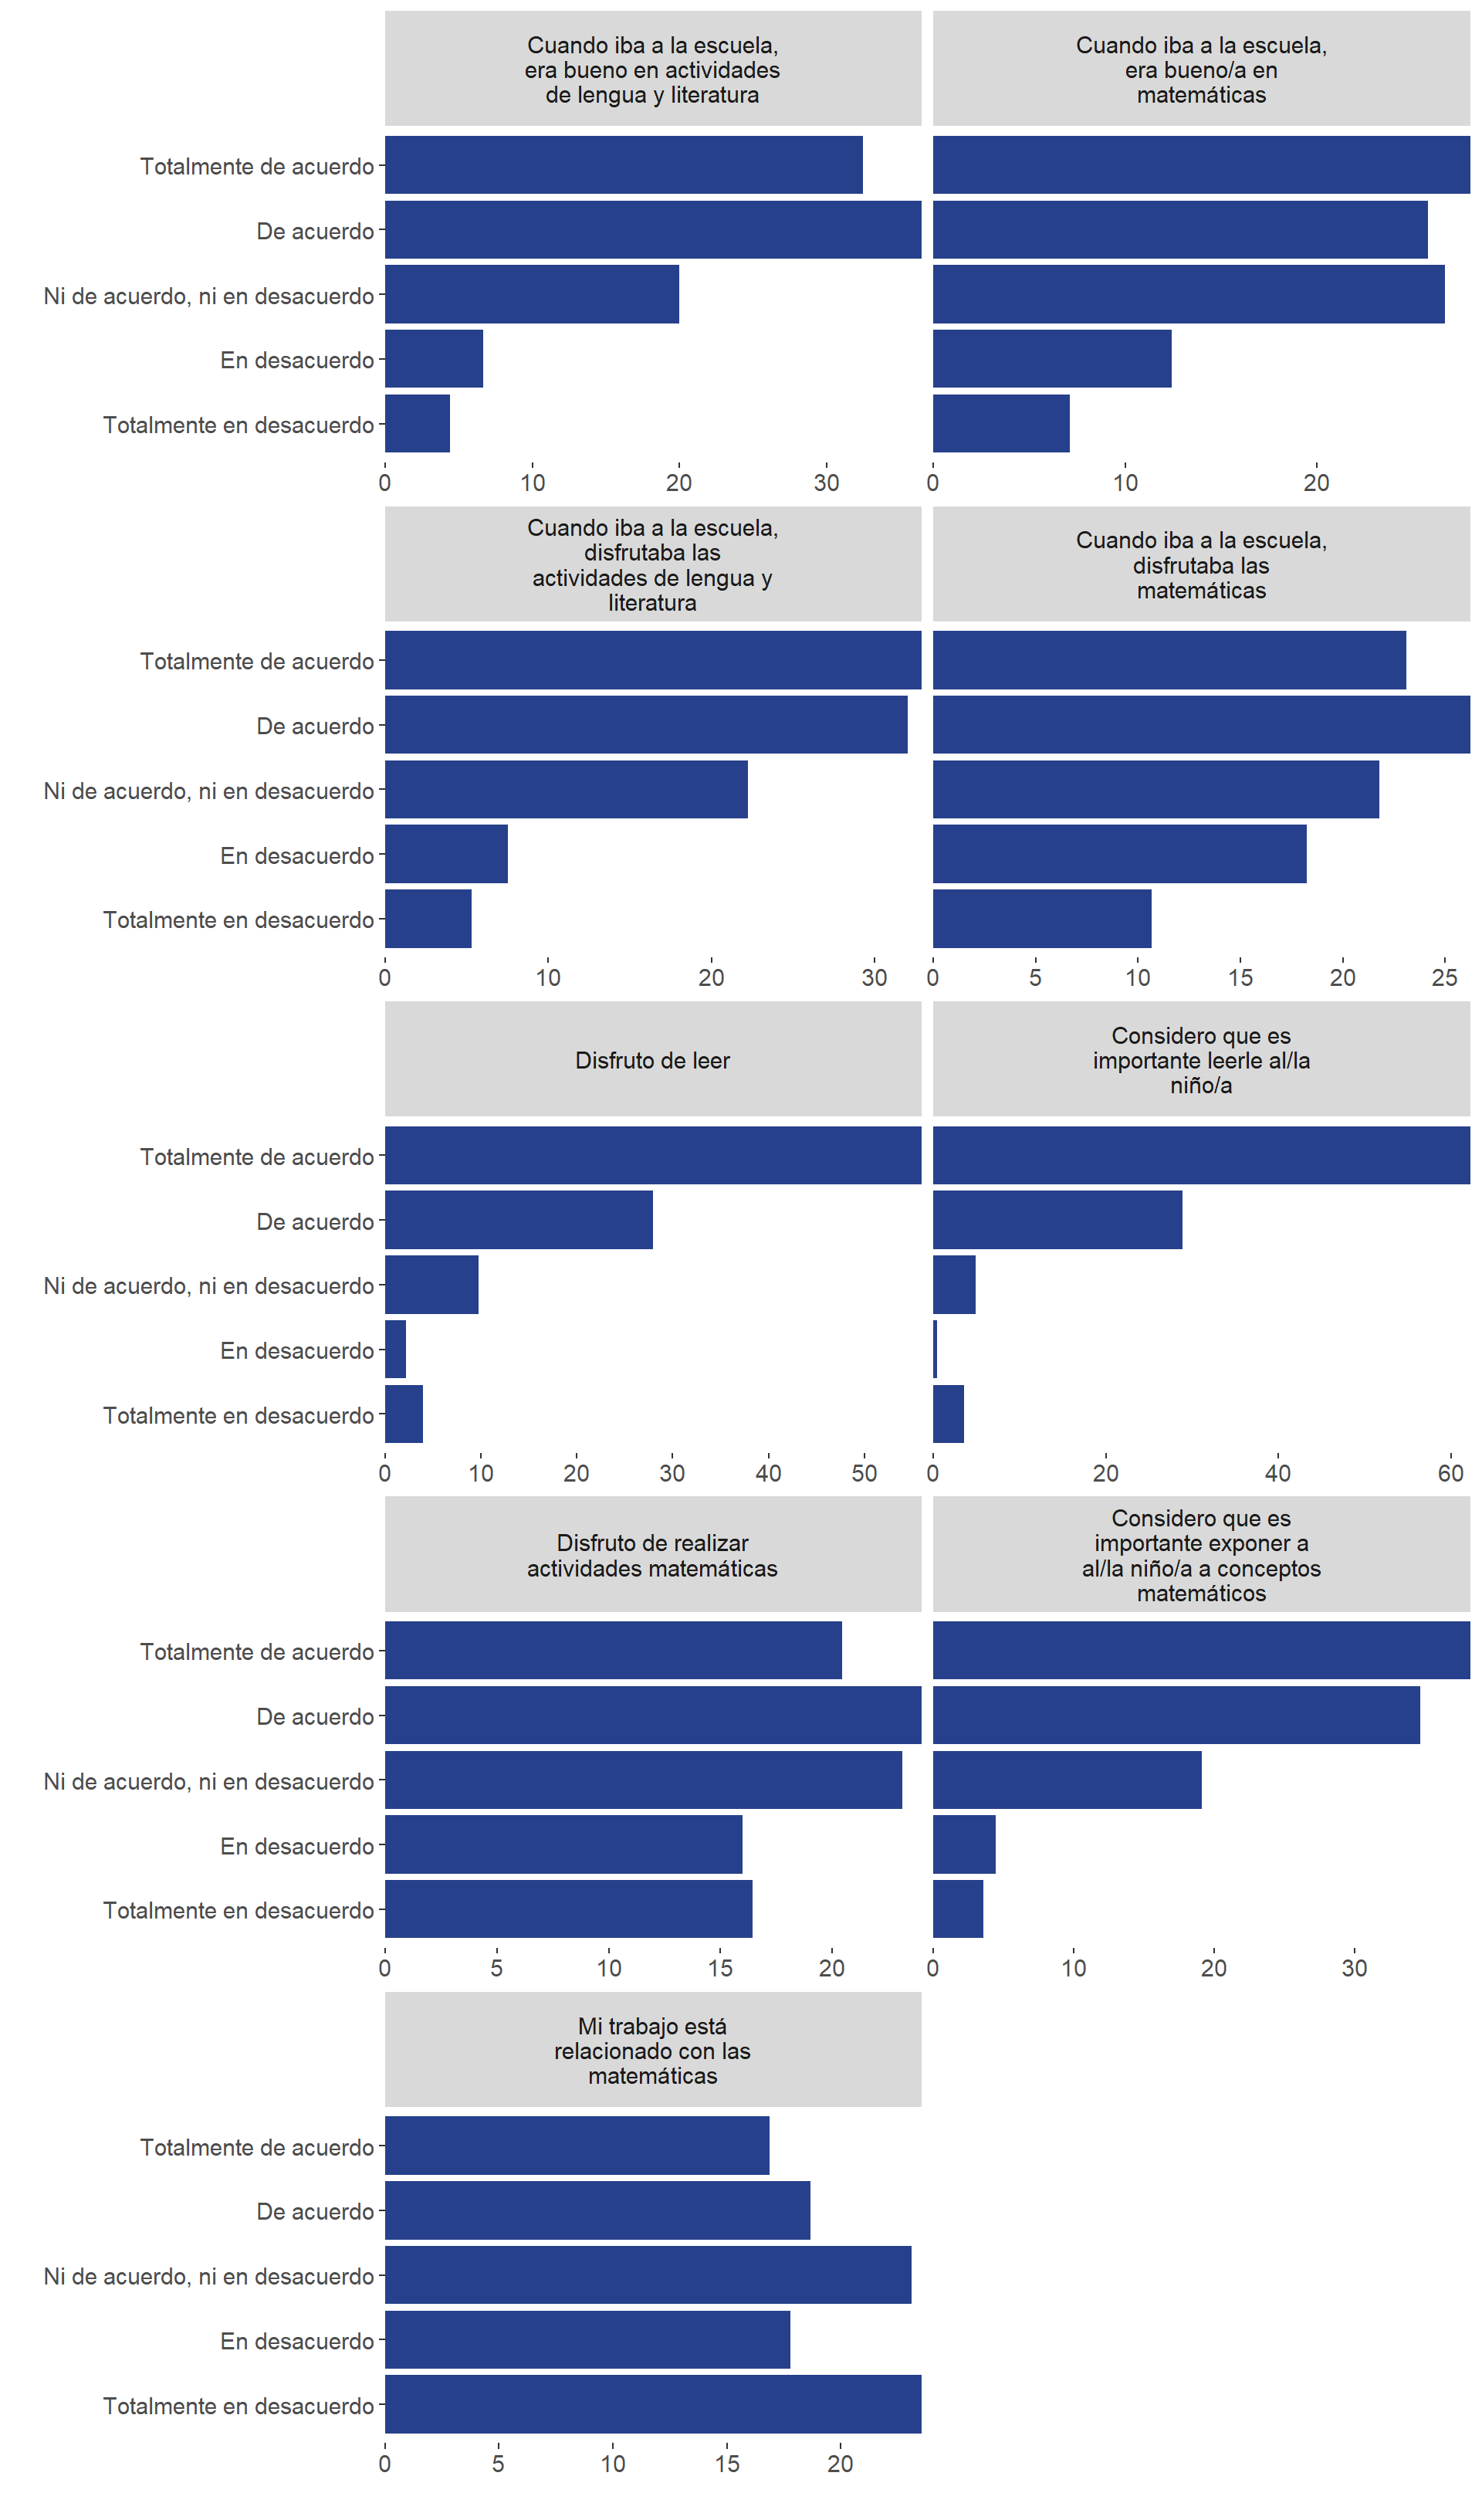 Cuando iba a la escuela,
era bueno en actividades
de lengua y literatura
Cuando iba a la escuela,
era bueno/a en
matemáticas
Totalmente de acuerdo
De acuerdo
Ni de acuerdo, ni en desacuerdo
En desacuerdo
Totalmente en desacuerdo
0 10 20 30
0 10 20
Cuando iba a la escuela,
disfrutaba las
actividades de lengua y
literatura
Cuando iba a la escuela,
disfrutaba las
matemáticas
Totalmente de acuerdo
De acuerdo
Ni de acuerdo, ni en desacuerdo
En desacuerdo
Totalmente en desacuerdo
0 10 20 30
0 5 10 15 20 25
Disfruto de leer
Considero que es
importante leerle al/la
niño/a
Totalmente de acuerdo
De acuerdo
Ni de acuerdo, ni en desacuerdo
En desacuerdo
Totalmente en desacuerdo
0 10 20 30 40 50
0 20 40 60
Disfruto de realizar
actividades matemáticas
Considero que es
importante exponer a
al/la niño/a a conceptos
matemáticos
Totalmente de acuerdo
De acuerdo
Ni de acuerdo, ni en desacuerdo
En desacuerdo
Totalmente en desacuerdo
0 5 10 15 20
0 10 20 30
Mi trabajo está
relacionado con las
matemáticas
Totalmente de acuerdo
De acuerdo
Ni de acuerdo, ni en desacuerdo
En desacuerdo
Totalmente en desacuerdo
0 5 10 15 20